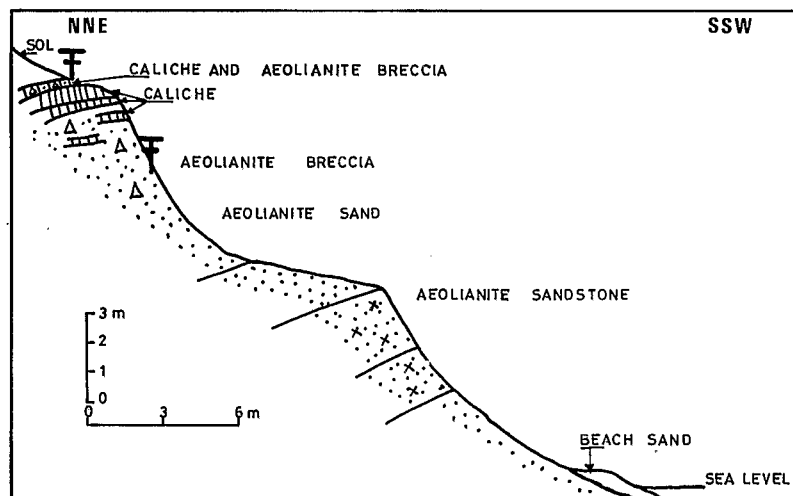 NNE
SSW
SOL
CALICHE AND AEOLIANITE BRECCIA
CALICHE
AEOLIANITE BRECCIA
AEOLIANITE SAND
AEOLIANITE SANDSTONE
3 m
2
1
0
0 3 6 m
BEACH SAND
SEA LEVEL